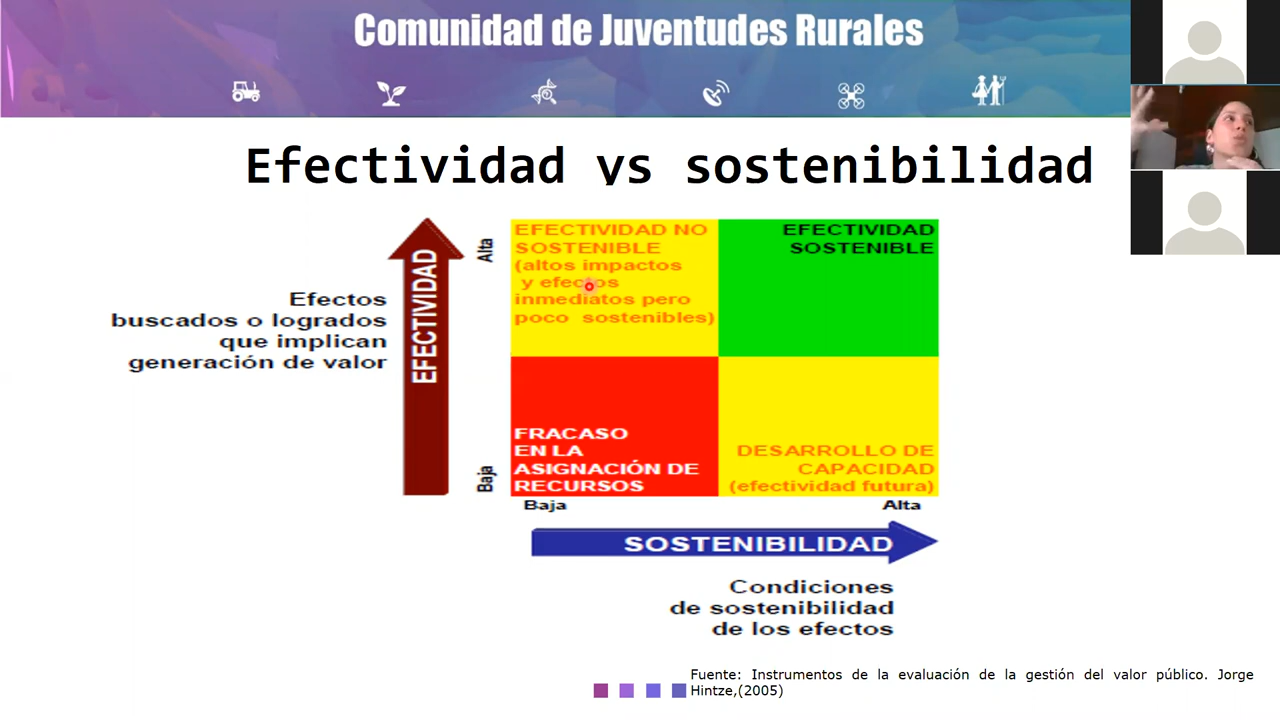 Comunidad de Juventudes Rurales
Efectividad vs sostenibilidad
Efectos
buscados o logrados
que implican
generación de valor
EFECTIVIDAD
Alta
Baja
EFECTIVIDAD NO
SOSTENIBLE
(altos impactos
y efectos
inmediatos pero
poco sostenibles)
EFECTIVIDAD
SOSTENIBLE
FRACASO
EN LA
ASIGNACIÓN DE
RECURSOS
DESARROLLO DE
CAPACIDAD
(efectividad futura)
Baja
Alta
SOSTENIBILIDAD
Condiciones
de sostenibilidad
de los efectos
Fuente: Instrumentos de la evaluación de la gestión del valor público. Jorge
Hintze,(2005)